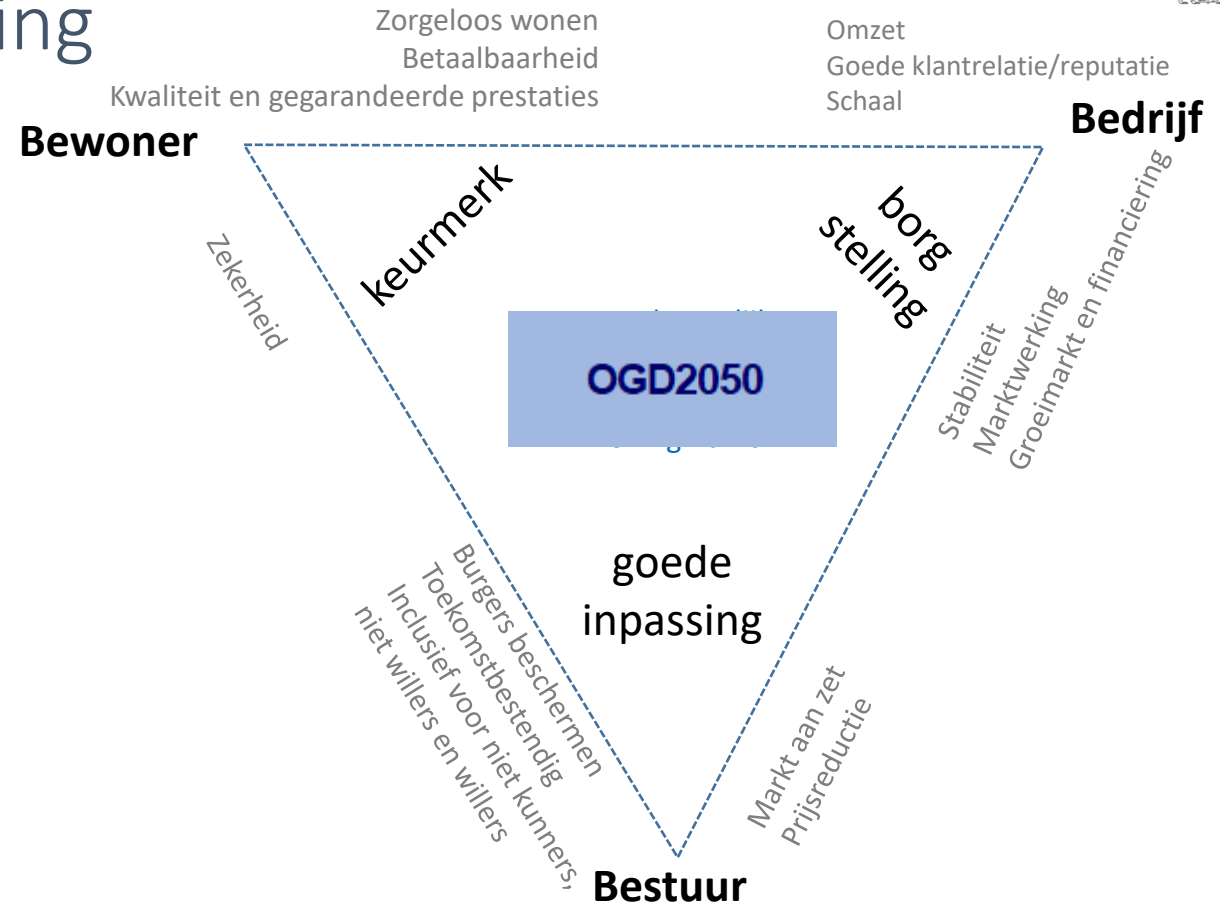 ing
Zorgeloos wonen
Betaalbaarheid
Kwaliteit en gegarandeerde prestaties
Omzet
Goede klantrelatie/reputatie
Schaal
Bewoner
Bedrijf
keurmerk
borg
stelling
Zekerheid
Stabiliteit
Marktwerking
Groeimarkt en financiering
OGD2050
goede
inpassing
Burgers beschermen
Toekomstbestendig
Inclusief voor niet kunners,
niet willers en willers
Markt aan zet
Prijsreductie
Bestuur